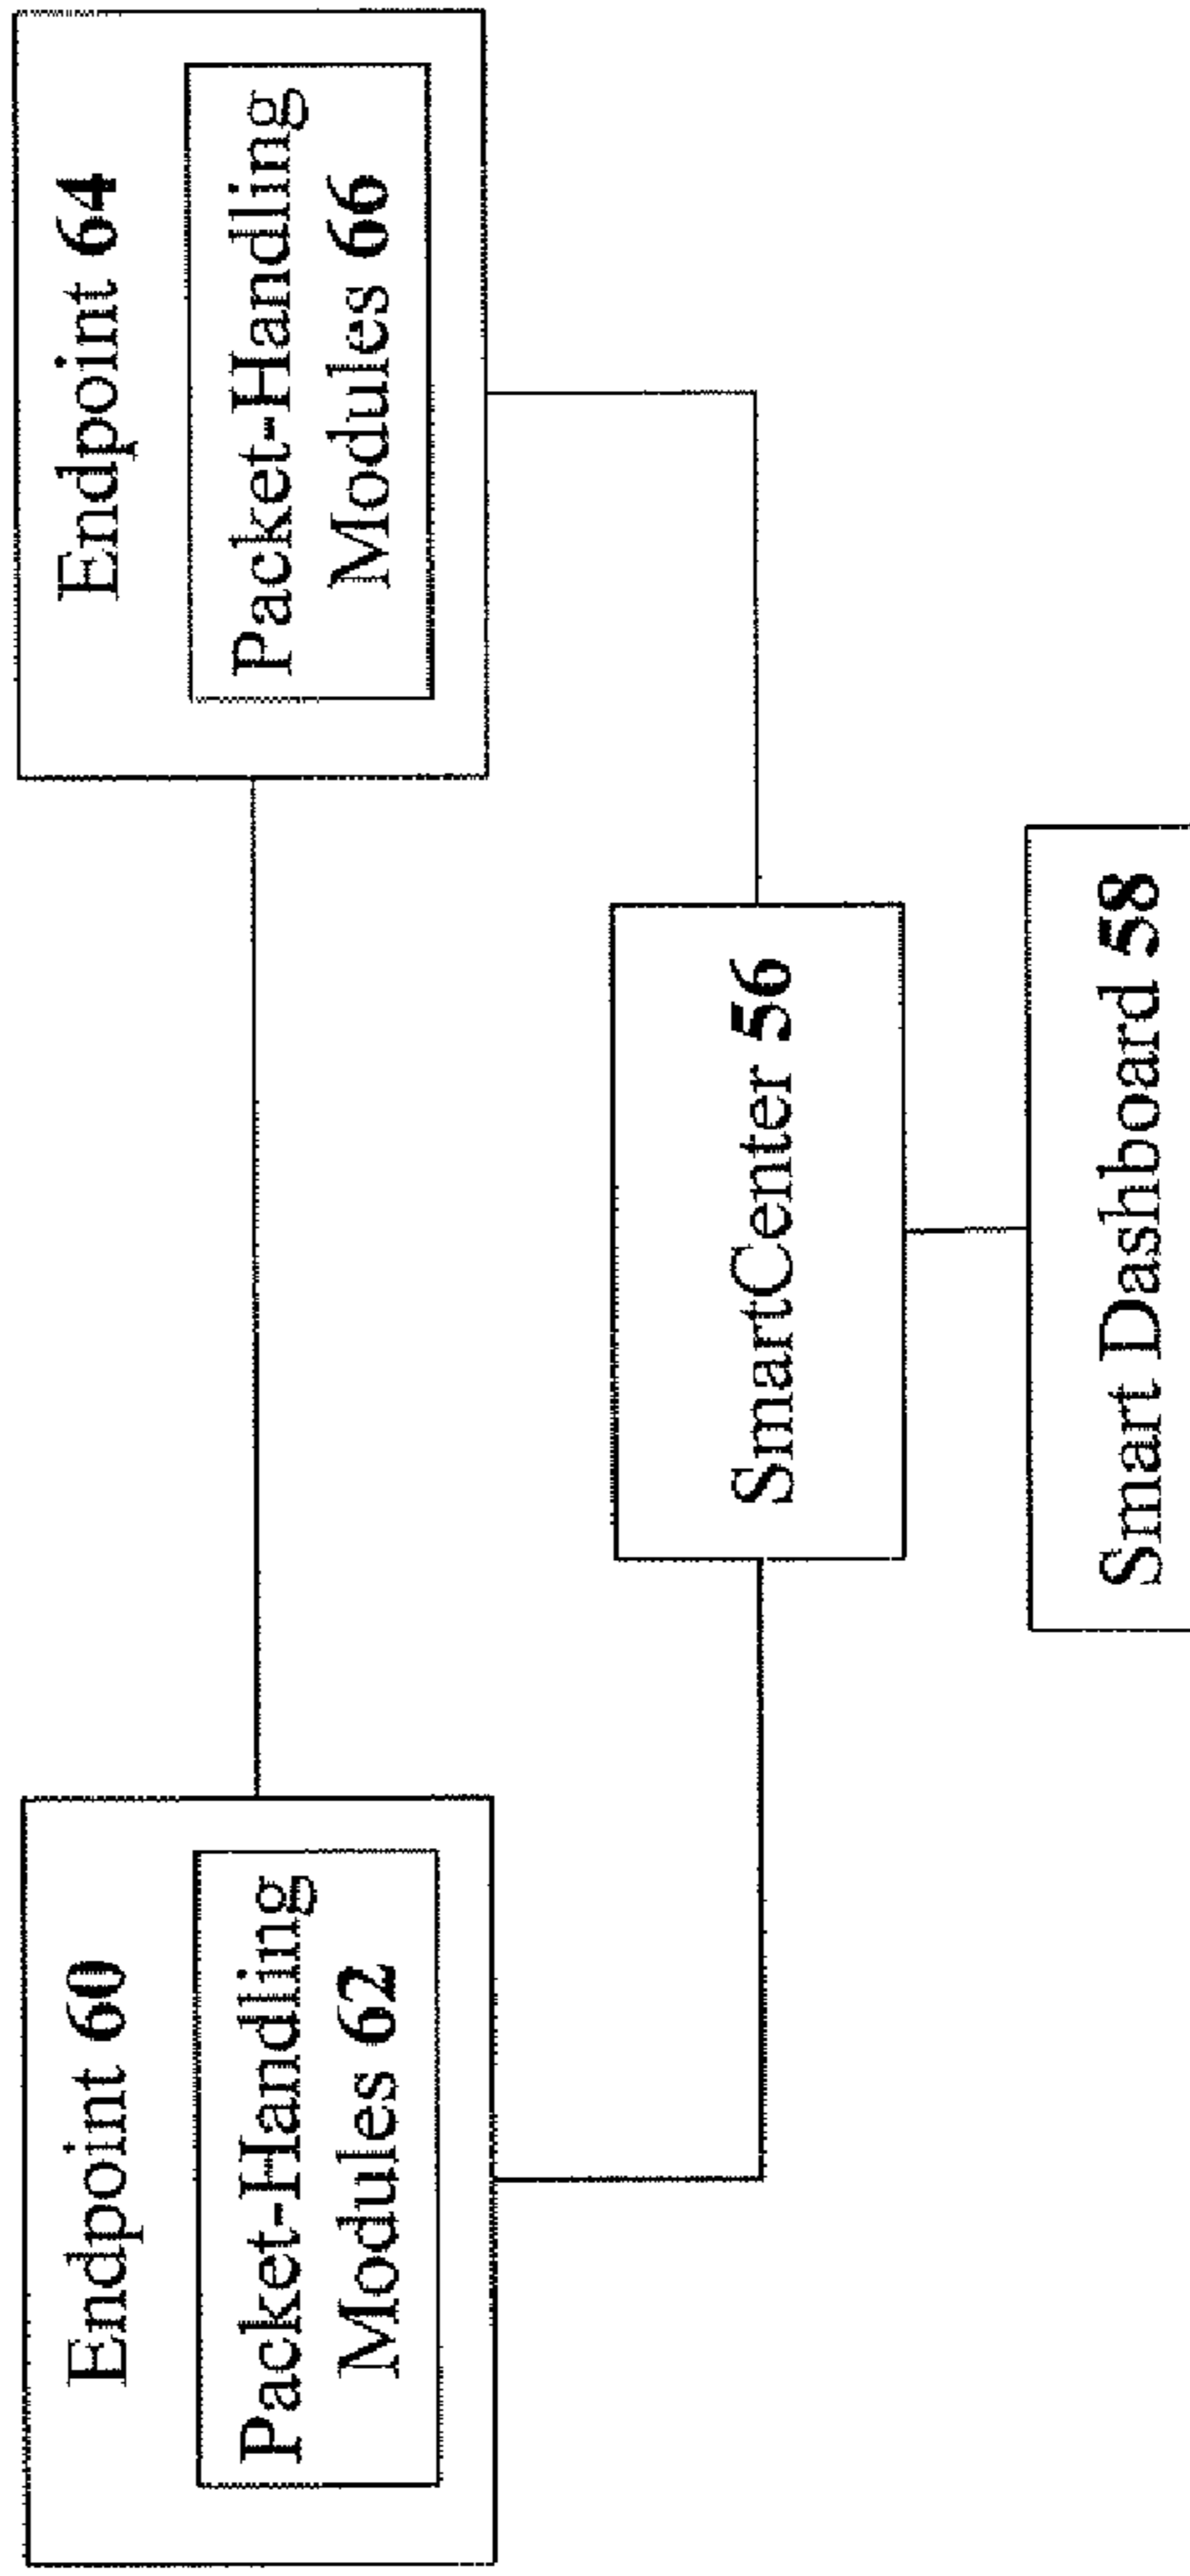 Endpoint 60
Packet-Handling
Modules 62
Endpoint 64
Packet-Handling
Modules 66
SmartCenter 56
Smart Dashboard 58